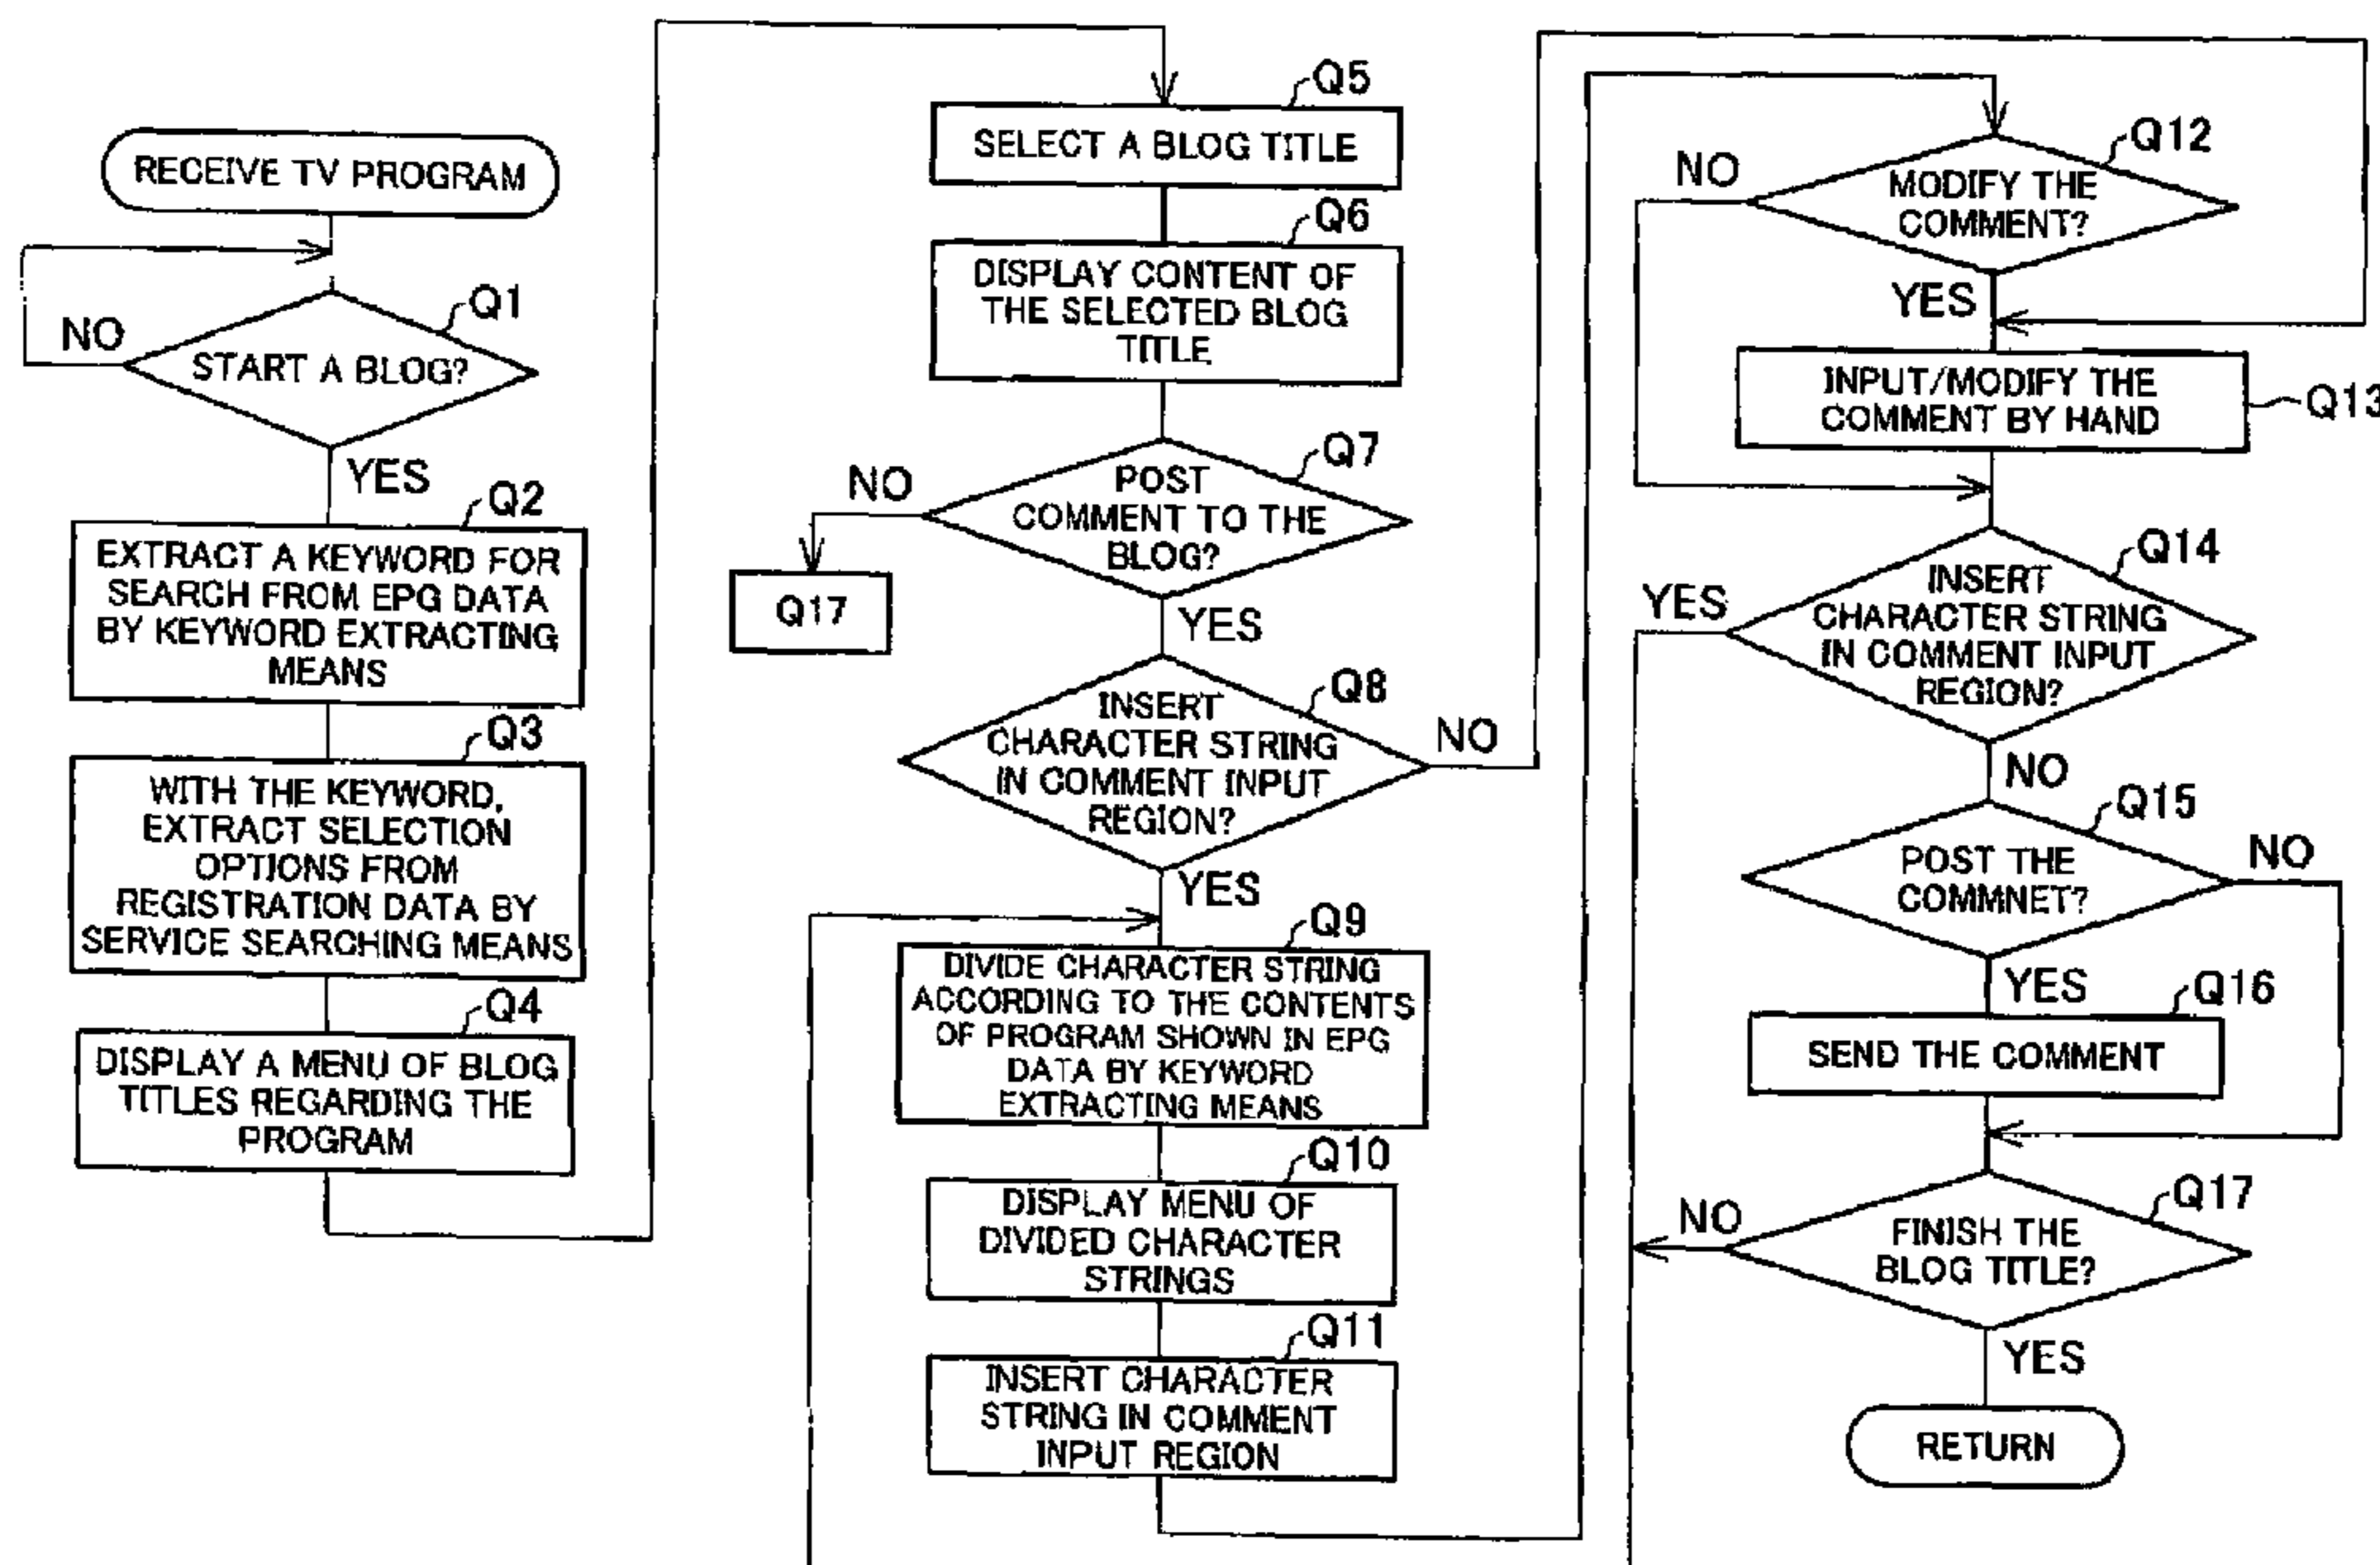 RECEIVE TV PROGRAM
Q1
NO
START A BLOG?
YES
Q2
EXTRACT A KEYWORD FOR
SEARCH FROM EPG DATA
BY KEYWORD EXTRACTING
MEANS
Q3
WITH THE KEYWORD,
EXTRACT SELECTION
OPTIONS FROM
REGISTRATION DATA BY
SERVICE SEARCHING MEANS
Q4
DISPLAY A MENU OF BLOG
TITLES REGARDING THE
PROGRAM
Q5
SELECT A BLOG TITLE
Q6
DISPLAY CONTENT OF
THE SELECTED BLOG
TITLE
Q7
NO
POST
COMMENT TO THE
BLOG?
Q17
YES
Q8
INSERT
CHARACTER STRING
IN COMMENT INPUT
REGION?
NO
YES
Q9
DIVIDE CHARACTER STRING
ACCORDING TO THE CONTENTS
OF PROGRAM SHOWN IN EPG
DATA BY KEYWORD
EXTRACTING MEANS
Q10
DISPLAY MENU OF
DIVIDED CHARACTER
STRINGS
Q11
INSERT CHARACTER
STRING IN COMMENT
INPUT REGION
Q12
NO
MODIFY THE
COMMENT?
YES
INPUT/MODIFY THE
COMMENT BY HAND
Q13
Q14
YES
INSERT
CHARACTER STRING
IN COMMENT INPUT
REGION?
NO
Q15
POST THE
COMMNET?
NO
YES
Q16
SEND THE COMMENT
Q17
NO
FINISH THE
BLOG TITLE?
YES
RETURN